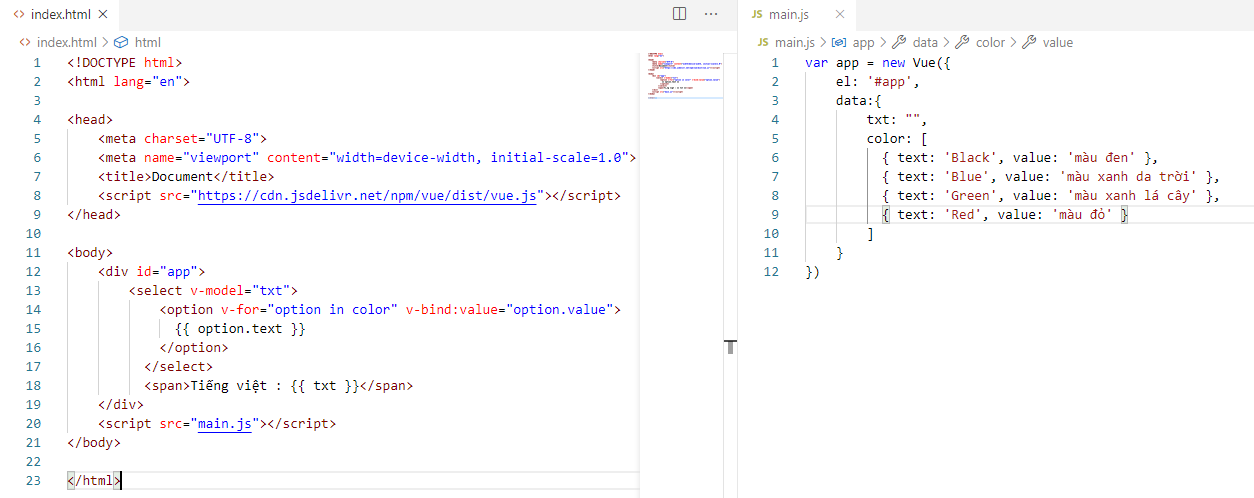 index.html
index.html > html
1 <!DOCTYPE html>
2 <html lang="en">
3
4 <head>
5     <meta charset="UTF-8">
6     <meta name="viewport" content="width=device-width, initial-scale=1.0">
7     <title>Document</title>
8     <script src="https://cdn.jsdelivr.net/npm/vue/dist/vue.js"></script>
9 </head>
10
11 <body>
12     <div id="app">
13         <select v-model="txt">
14             <option v-for="option in color" v-bind:value="option.value">
15               {{ option.text }}
16             </option>
17           </select>
18           <span>Tiếng việt : {{ txt }}</span>
19     </div>
20     <script src="main.js"></script>
21 </body>
22
23 </html>
JS main.js
JS main.js > app > data > color > value
1 var app = new Vue({
2     el: '#app',
3     data:{
4         txt: "",
5         color: [
6           { text: 'Black', value: 'màu đen' },
7           { text: 'Blue', value: 'màu xanh da trời' },
8           { text: 'Green', value: 'màu xanh lá cây' },
9           { text: 'Red', value: 'màu đỏ' }
10         ]
11     }
12 })